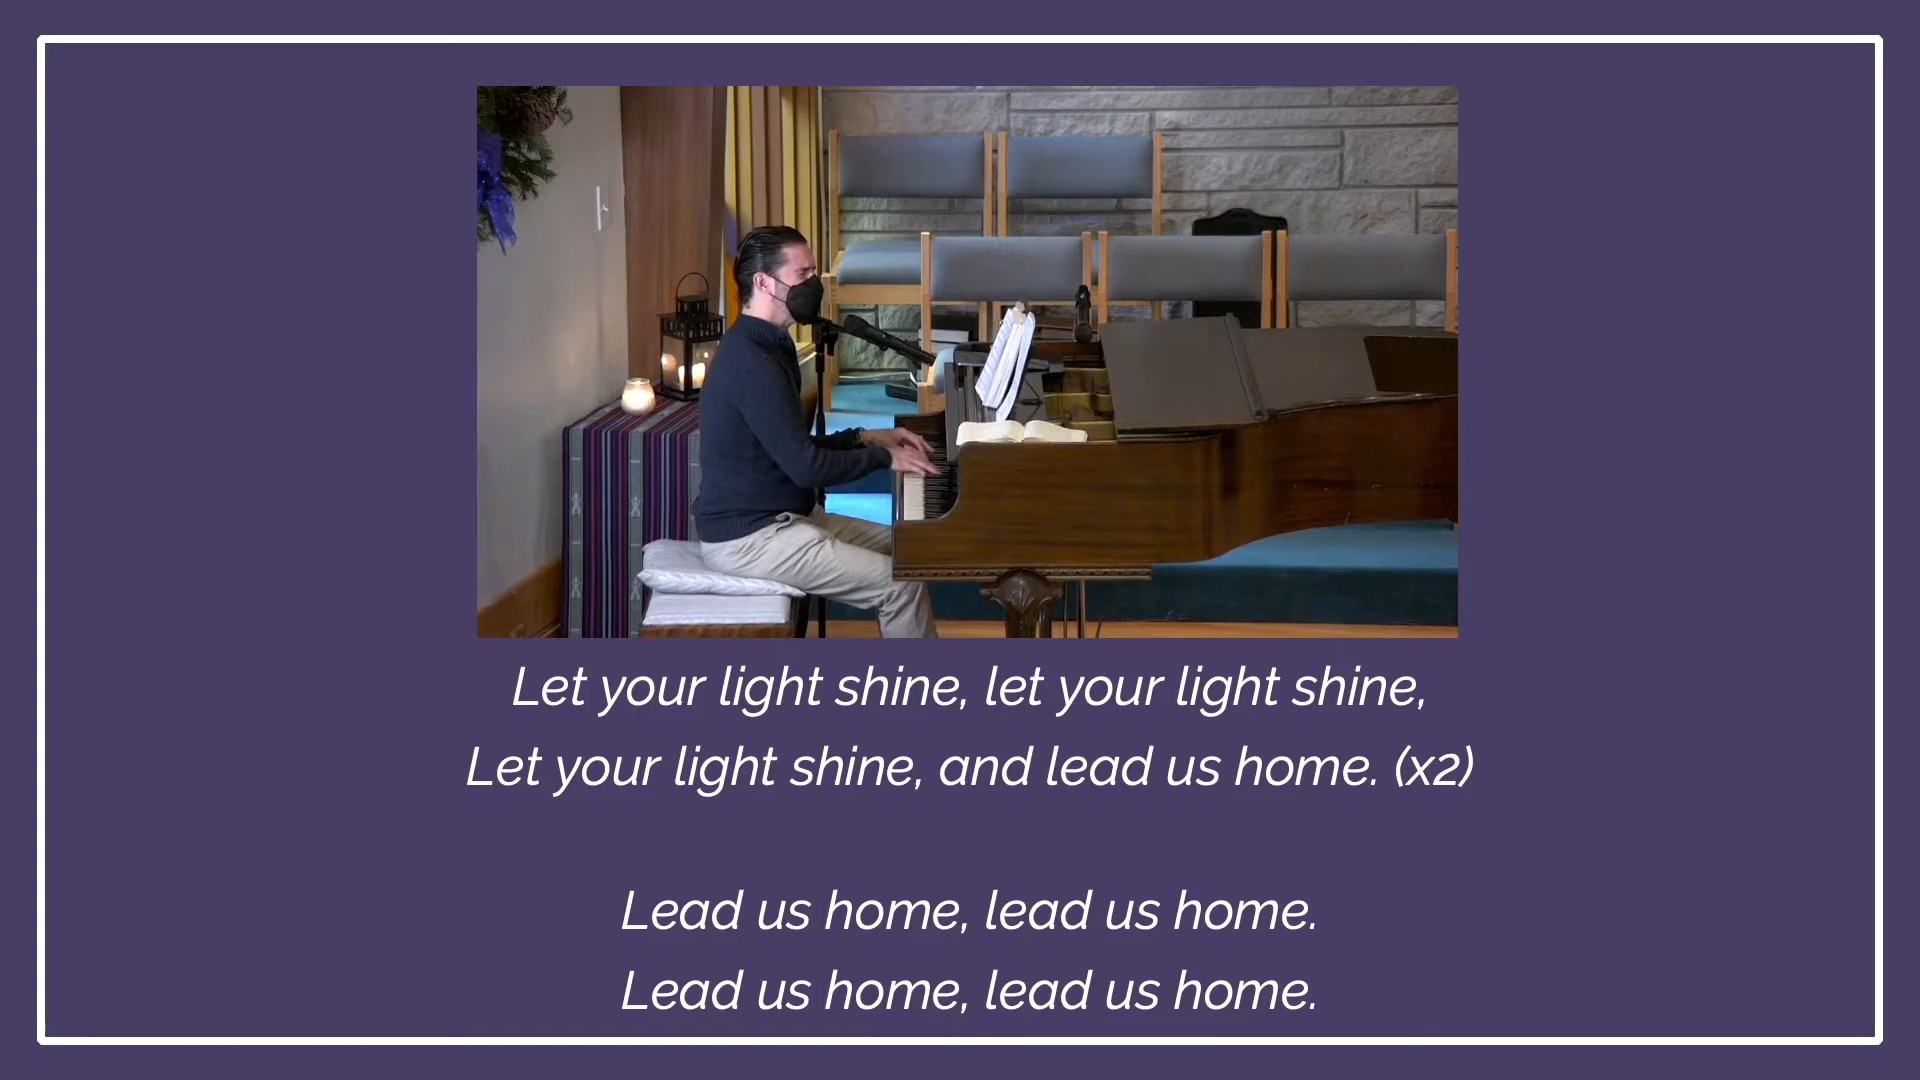 Let your light shine, let your light shine,
Let your light shine, and lead us home. (x2)
Lead us home, lead us home.
Lead us home, lead us home.